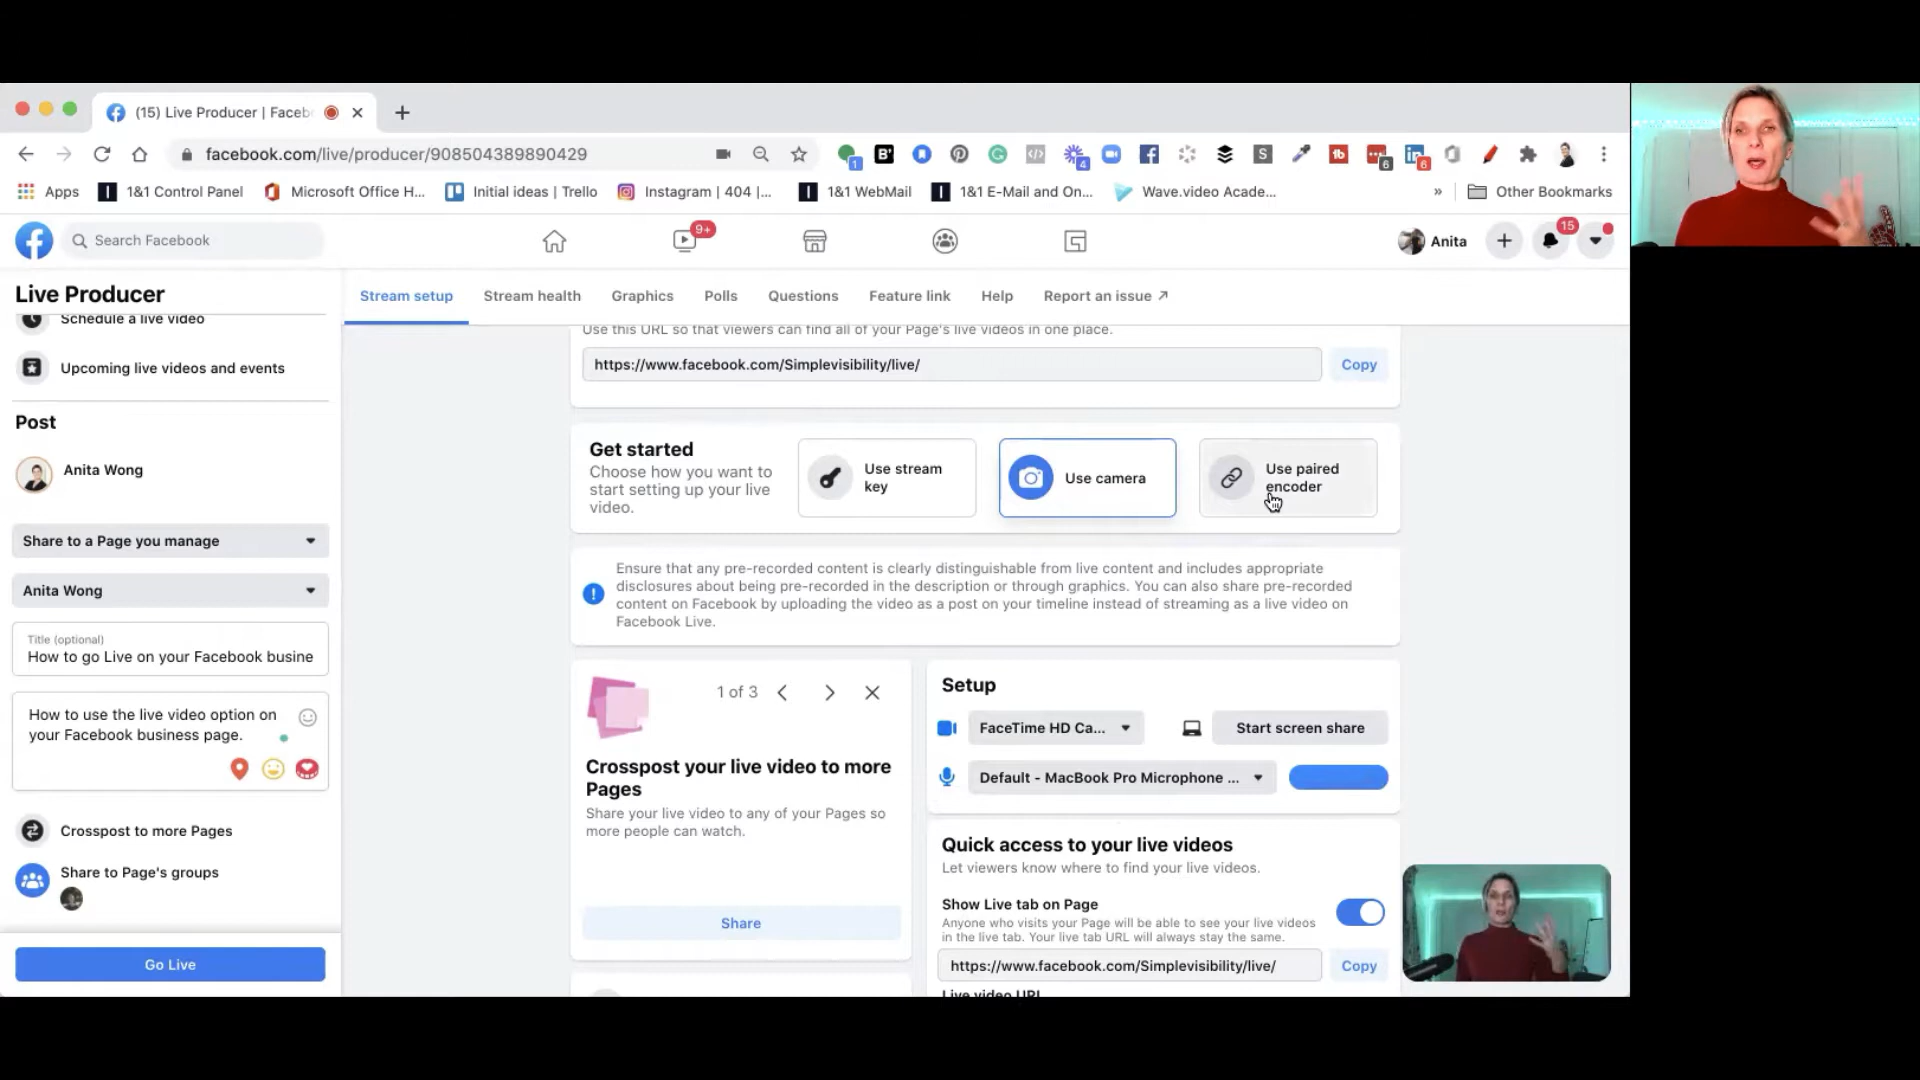 (15) Live Producer | Faceb
facebook.com/live/producer/908504389890429
1
B'
4
S
tb
6
6
Apps
1&1 Control Panel
Microsoft Office H...
Initial ideas | Trello
Instagram | 404 |...
1&1 WebMail
1&1 E-Mail and On...
Wave.video Acade...
»
Other Bookmarks
Search Facebook
9+
Anita
15
Live Producer
Schedule a live video
Upcoming live videos and events
Post
Anita Wong
Share to a Page you manage
Anita Wong
Title (optional)
How to go Live on your Facebook busine
How to use the live video option on
your Facebook business page.
Crosspost to more Pages
Share to Page's groups
Go Live
Stream setup
Stream health
Graphics
Polls
Questions
Feature link
Help
Report an issue
Use this URL so that viewers can find all of your Page's live videos in one place.
https://www.facebook.com/Simplevisibility/live/
Copy
Get started
Choose how you want to
start setting up your live
video.
Use stream
key
Use camera
Use paired
encoder
Ensure that any pre-recorded content is clearly distinguishable from live content and includes appropriate
disclosures about being pre-recorded in the description or through graphics. You can also share pre-recorded
content on Facebook by uploading the video as a post on your timeline instead of streaming as a live video on
Facebook Live.
1 of 3
Crosspost your live video to more
Pages
Share your live video to any of your Pages so
more people can watch.
Share
Setup
FaceTime HD Ca...
Start screen share
Default - MacBook Pro Microphone ...
Quick access to your live videos
Let viewers know where to find your live videos.
Show Live tab on Page
Anyone who visits your Page will be able to see your live videos
in the live tab. Your live tab URL will always stay the same.
https://www.facebook.com/Simplevisibility/live/
Copy
Live video URL